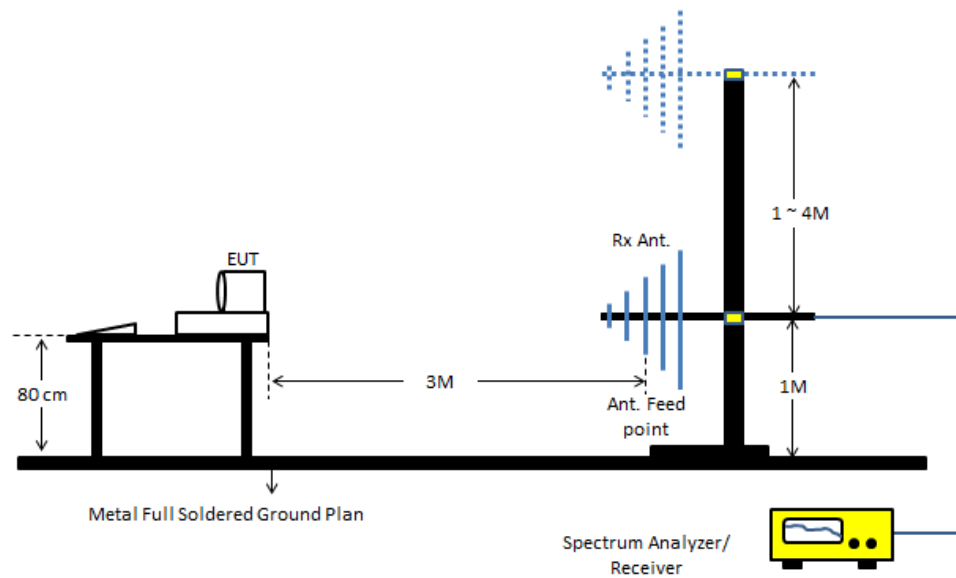 1 ~ 4M
Rx Ant.
EUT
3M
1M
80 cm
Ant. Feed
point
Metal Full Soldered Ground Plan
Spectrum Analyzer/
Receiver